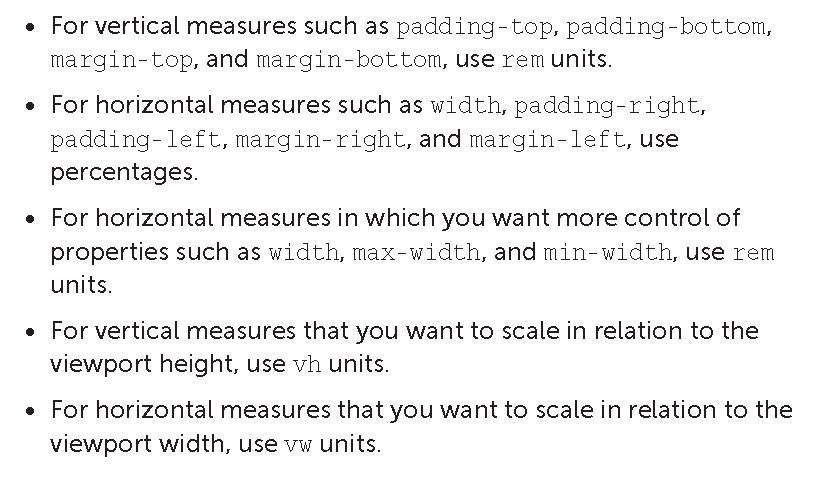 • For vertical measures such as padding-top, padding-bottom,
margin-top, and margin-bottom, use rem units.
• For horizontal measures such as width, padding-right,
padding-left, margin-right, and margin-left, use
percentages.
• For horizontal measures in which you want more control of
properties such as width, max-width, and min-width, use rem
units.
• For vertical measures that you want to scale in relation to the
viewport height, use vh units.
• For horizontal measures that you want to scale in relation to the
viewport width, use vw units.